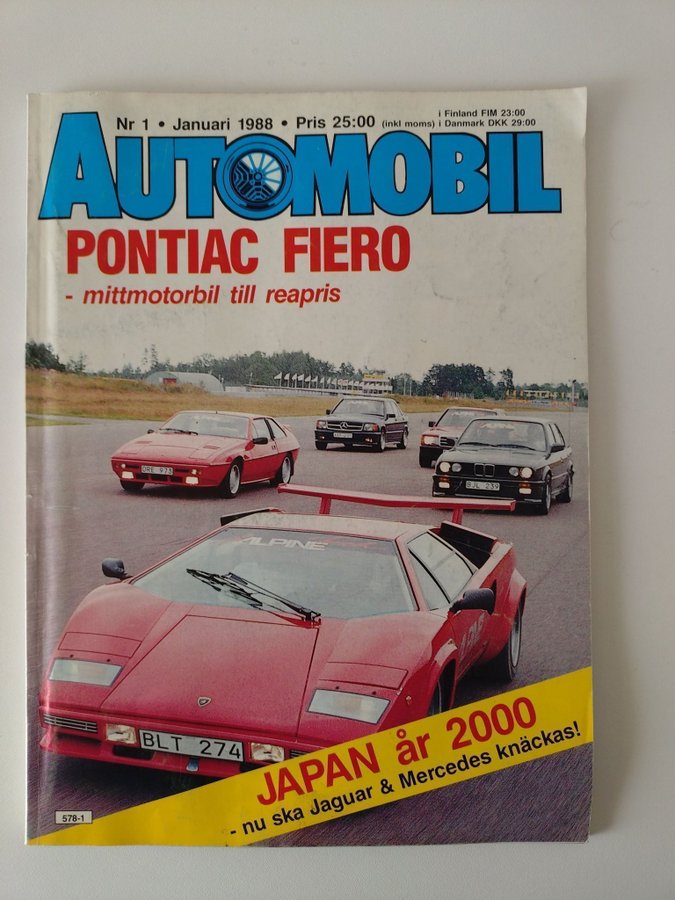 Nr 1 • Januari 1988 • Pris 25:00 (inkl moms) i Finland FIM 23:00
i Danmark DKK 29:00
AUTOMOBIL
PONTIAC FIERO
- mittmotorbil till reapris
ALPINE
BLT 274
JAPAN år 2000
- nu ska Jaguar & Mercedes knäckas!
578-1